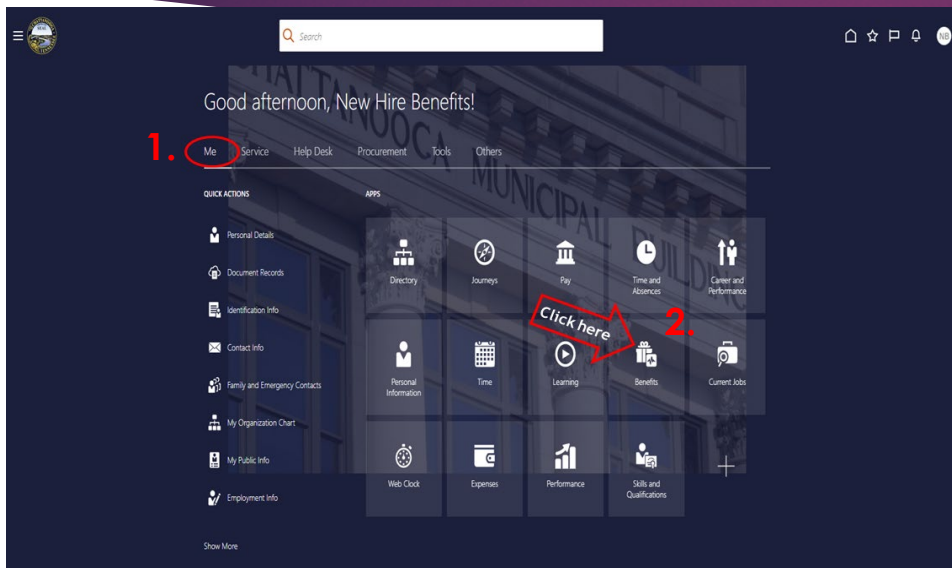 Search
NB
CHATTANOOGA
MUNICIPAL
BUILDING
Good afternoon, New Hire Benefits!
1.
Me Service Help Desk Procurement Tools Others
QUICK ACTIONS
Personal Details
Document Records
Identification Info
Contact Info
Family and Emergency Contacts
My Organization Chart
My Public Info
Employment Info
Show More
APPS
Directory
Journeys
Pay
Time and
Absences
Career and
Performance
Click here
2.
Personal
Information
Time
Learning
Benefits
Current Jobs
Web Clock
Expenses
Performance
Skills and
Qualifications